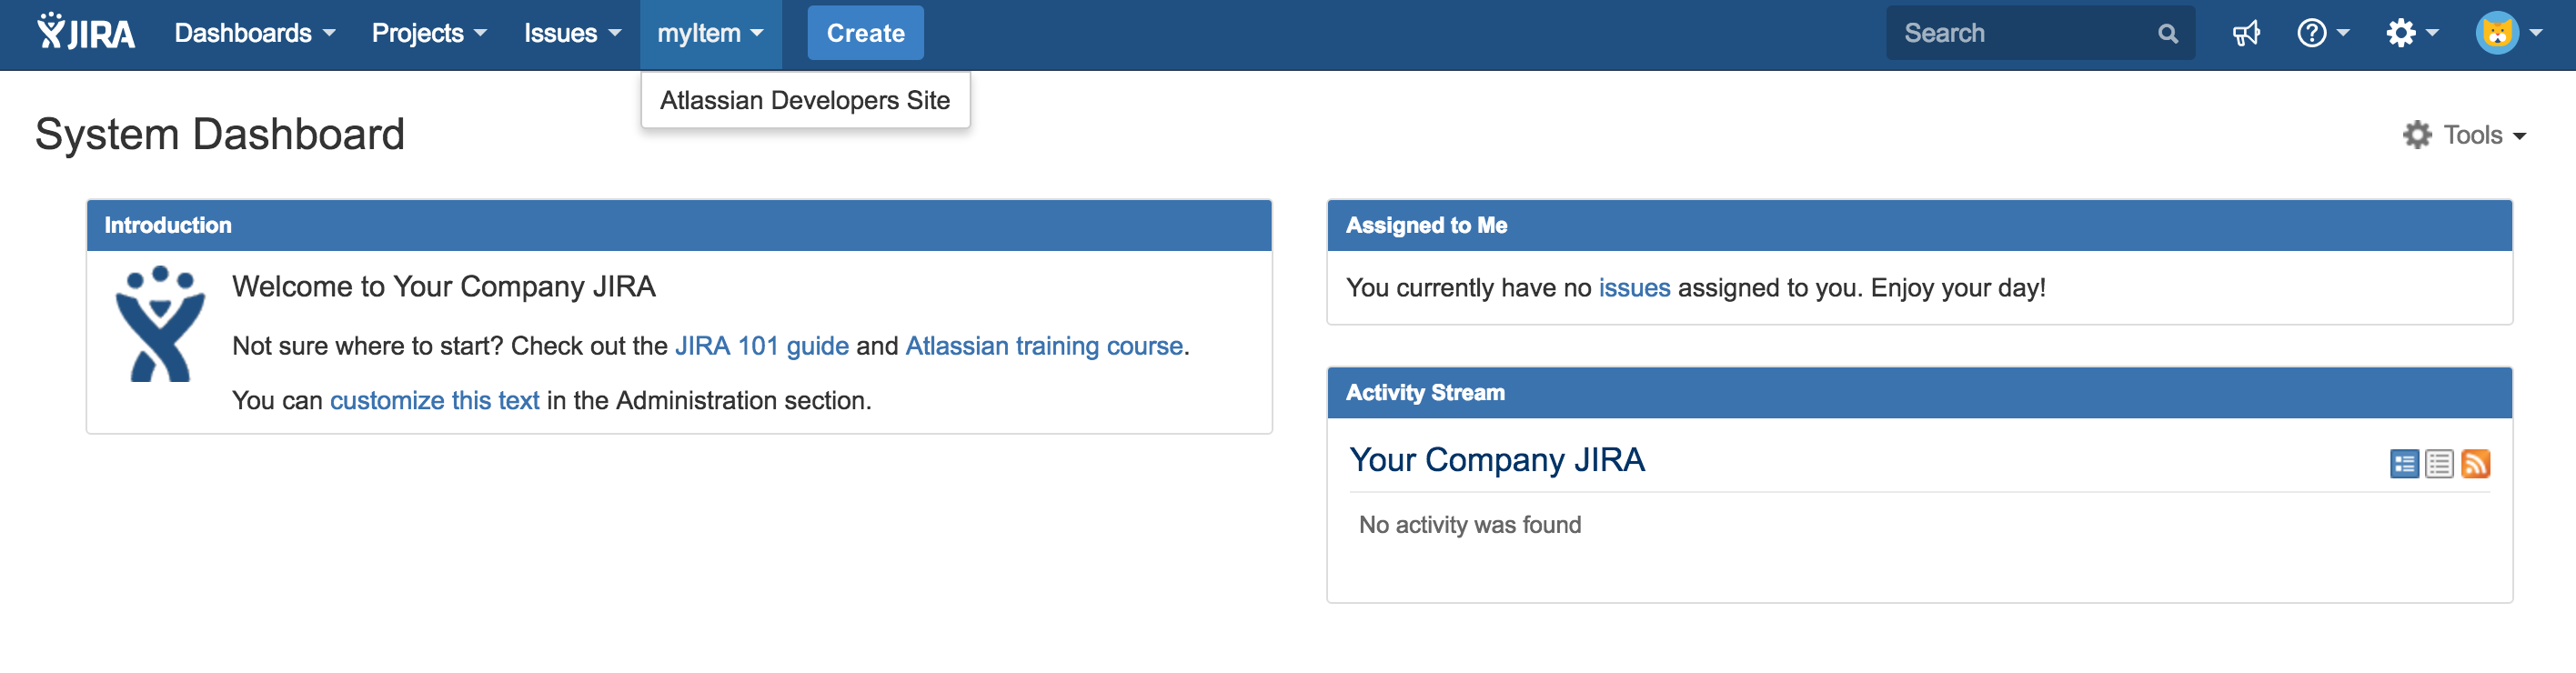 JIRA Dashboards Projects Issues myItem Create Search
Atlassian Developers Site
System Dashboard
Tools
Introduction
Welcome to Your Company JIRA
Not sure where to start? Check out the JIRA 101 guide and Atlassian training course.
You can customize this text in the Administration section.
Assigned to Me
You currently have no issues assigned to you. Enjoy your day!
Activity Stream
Your Company JIRA
No activity was found